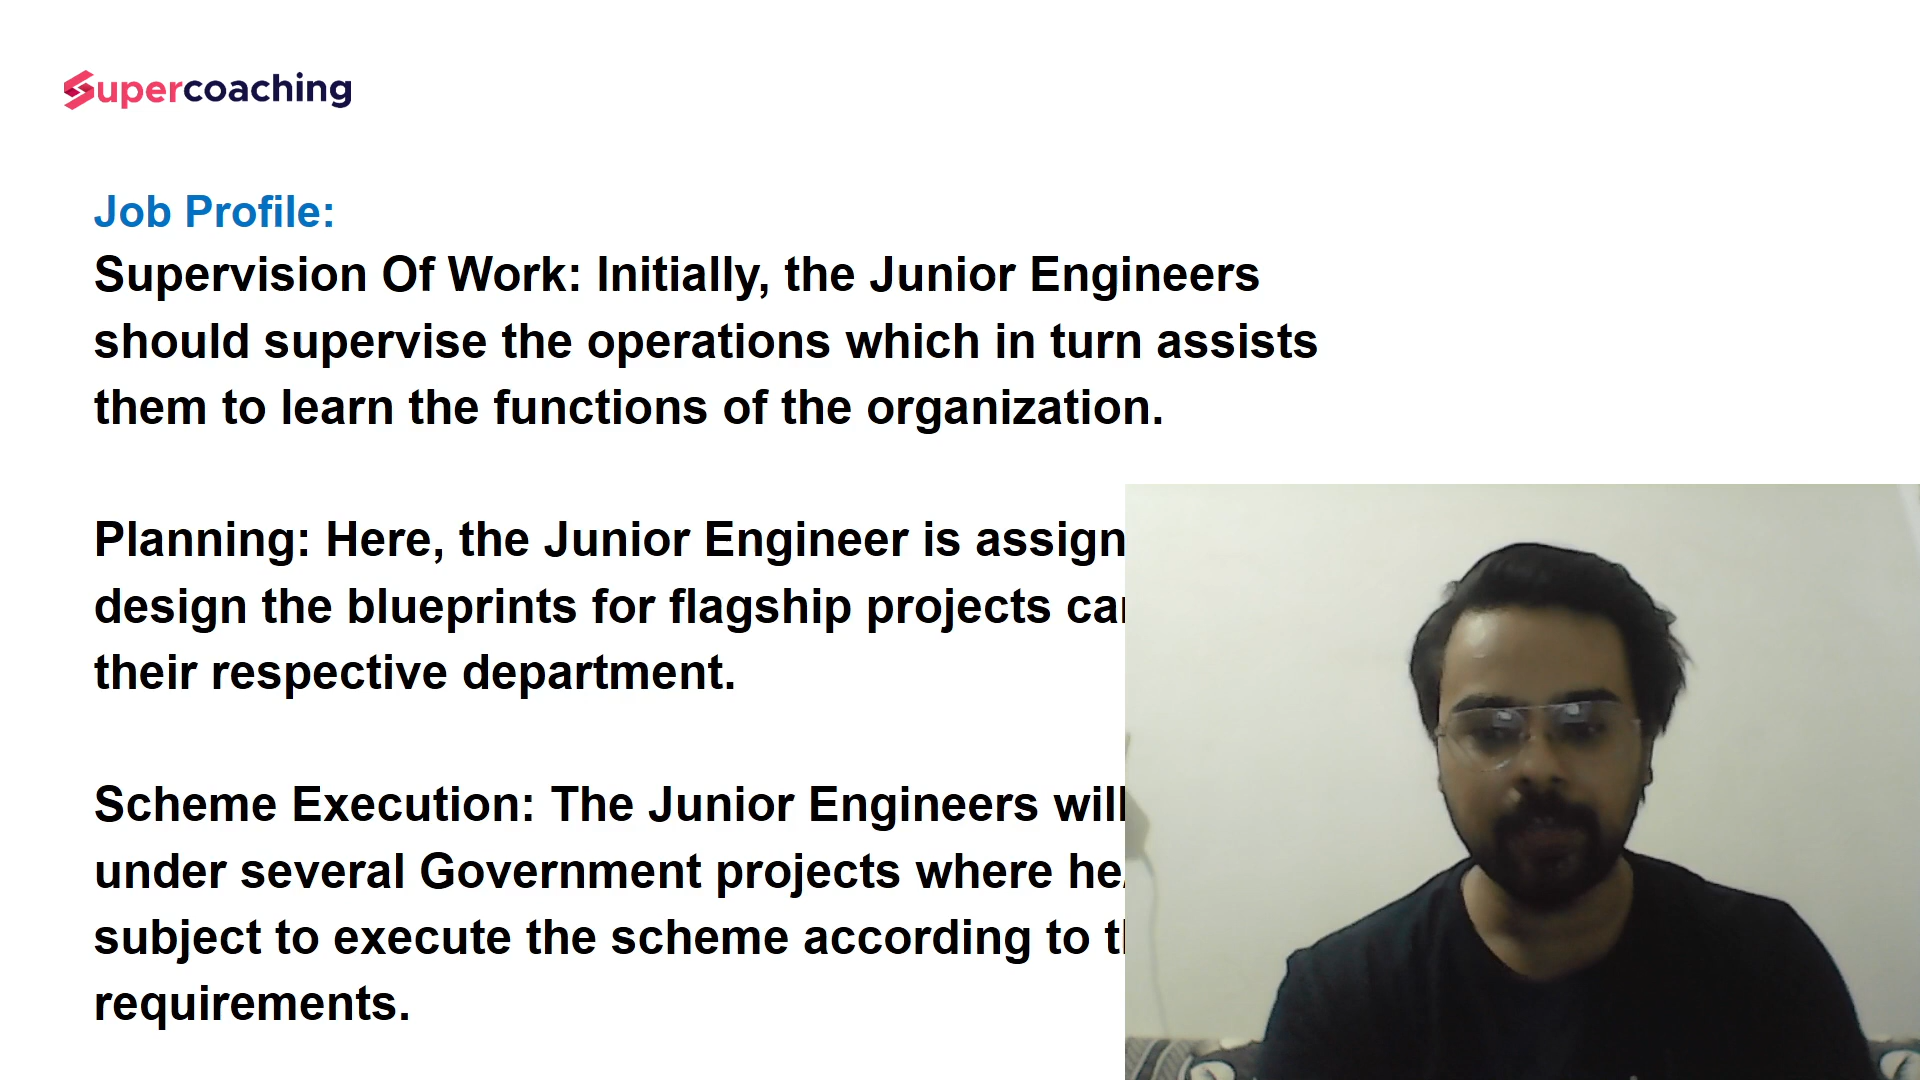 Supercoaching
Job Profile:
Supervision Of Work: Initially, the Junior Engineers
should supervise the operations which in turn assists
them to learn the functions of the organization.
Planning: Here, the Junior Engineer is
design the blueprints for flagship projects
their respective department.
Scheme Execution: The Junior Engineers will
under several Government projects where
subject to execute the scheme according to
requirements.